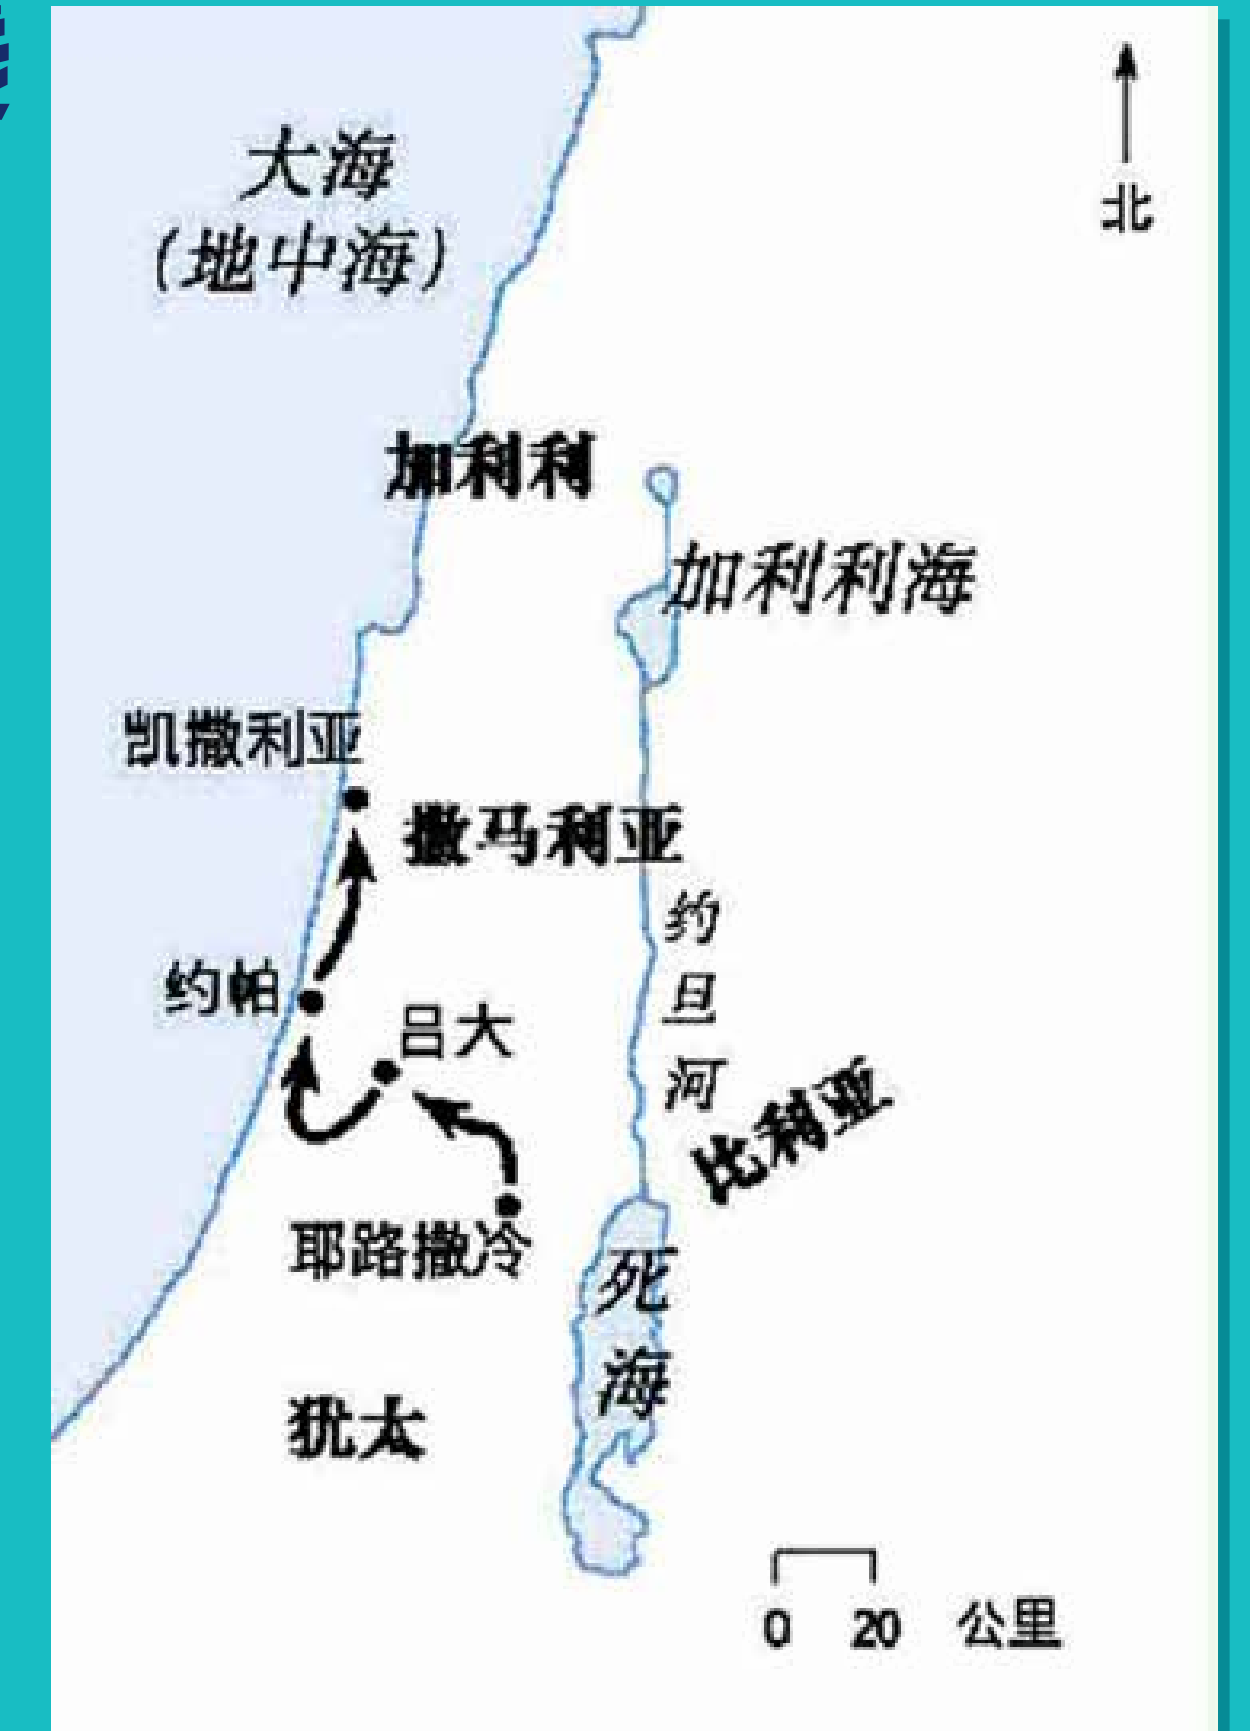 大海
（地中海）
北
加利利
加利利海
凯撒利亚
撒马利亚
约旦河
约帕
吕大
比利亚
耶路撒冷
死海
犹太
0 20 公里